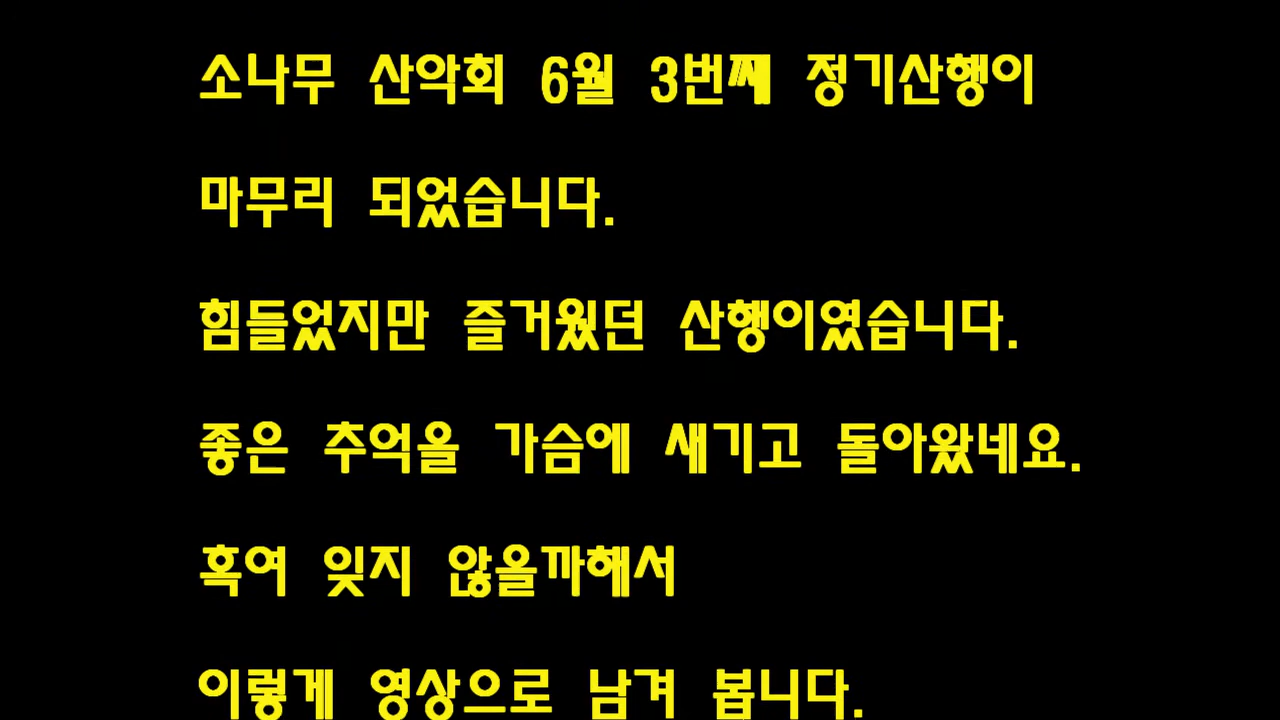 소나무 산악회 6월 3번째 정기산행이
마무리 되었습니다.
힘들었지만 즐거웠던 산행이였습니다.
좋은 추억을 가슴에 새기고 돌아왔네요.
혹여 잊지 않을까해서
이렇게 영상으로 남겨 봅니다.